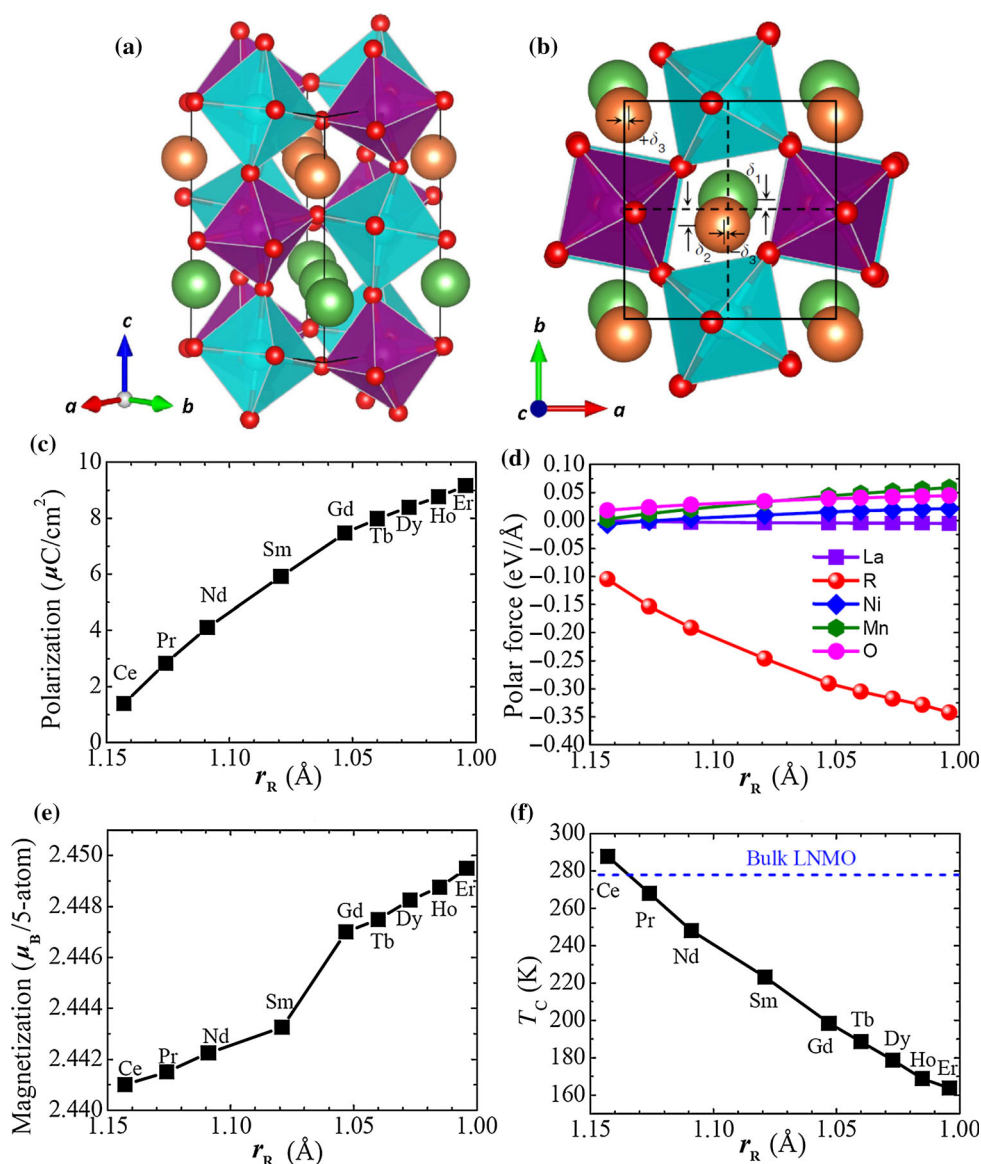 (a)
c
a
b
(b)
+δ3
δ1
δ2
−δ3
b
c
a
(c)
Polarization (μC/cm²)
10
8
6
4
2
0
Ce
Pr
Nd
Sm
Gd
Tb
Dy
Ho
Er
1.15
1.10
1.05
1.00
rR (Å)
(d)
Polar force (eV/Å)
0.10
0.05
0.00
−0.05
−0.10
−0.15
−0.20
−0.25
−0.30
−0.35
−0.40
La
R
Ni
Mn
O
1.15
1.10
1.05
1.00
rR (Å)
(e)
Magnetization (μB/5-atom)
2.450
2.448
2.446
2.444
2.442
2.440
Ce
Pr
Nd
Sm
Gd
Tb
Dy
Ho
Er
1.15
1.10
1.05
1.00
rR (Å)
(f)
TC (K)
300
280
260
240
220
200
180
160
Bulk LNMO
Ce
Pr
Nd
Sm
Gd
Tb
Dy
Ho
Er
1.15
1.10
1.05
1.00
rR (Å)